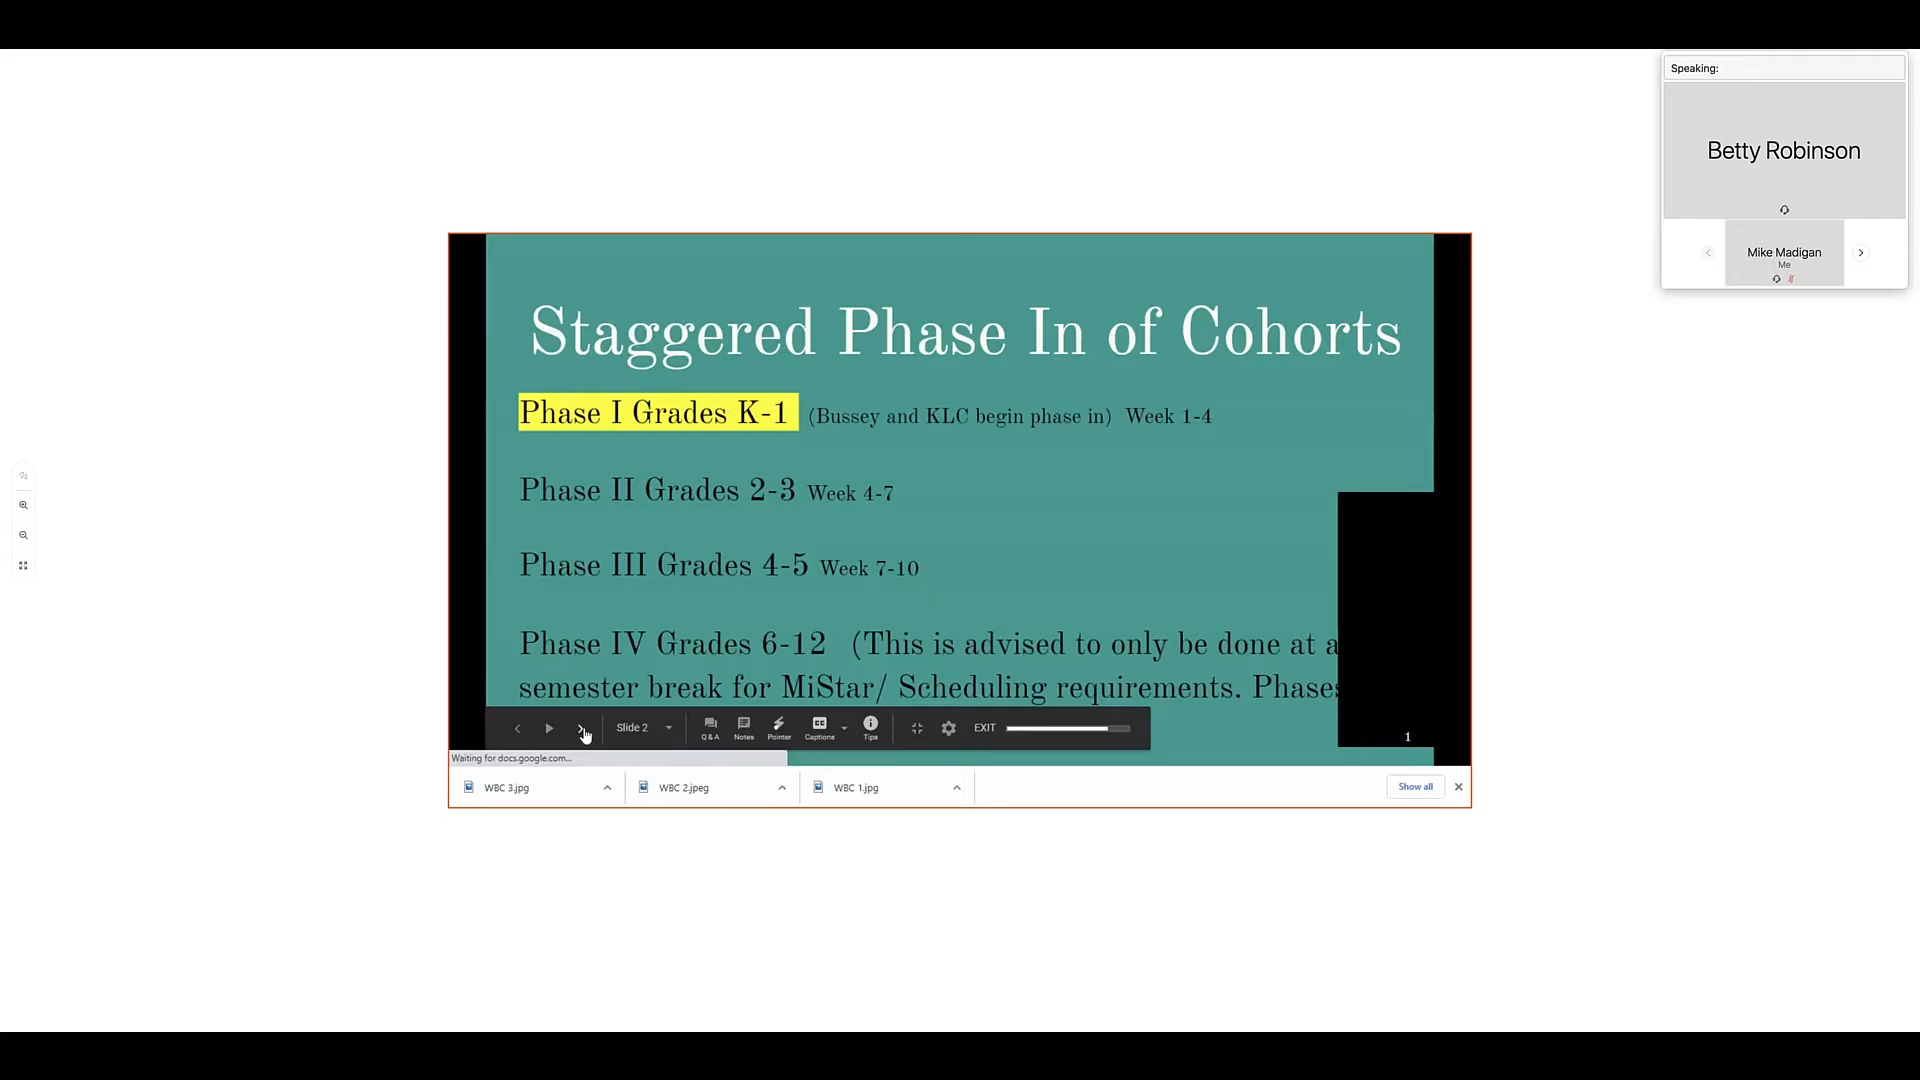 Speaking:
Betty Robinson
Mike Madigan
Me
Staggered Phase In of Cohorts
Phase I Grades K-1 (Bussey and KLC begin phase in) Week 1-4
Phase II Grades 2-3 Week 4-7
Phase III Grades 4-5 Week 7-10
Phase IV Grades 6-12 (This is advised to only be done at a
semester break for MiStar/ Scheduling requirements. Phases
Slide 2
Q & A
Notes
Pointer
CC
Captions
Tips
EXIT
1
Waiting for docs.google.com...
WBC 3.jpg
WBC 2.jpeg
WBC 1.jpg
Show all